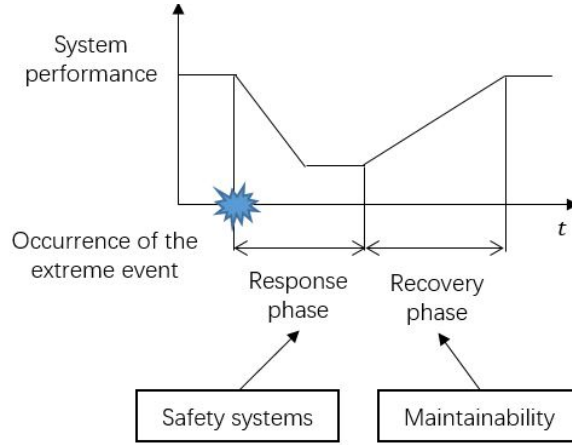 System
performance
t
Occurrence of the
extreme event
Response
phase
Recovery
phase
Safety systems
Maintainability